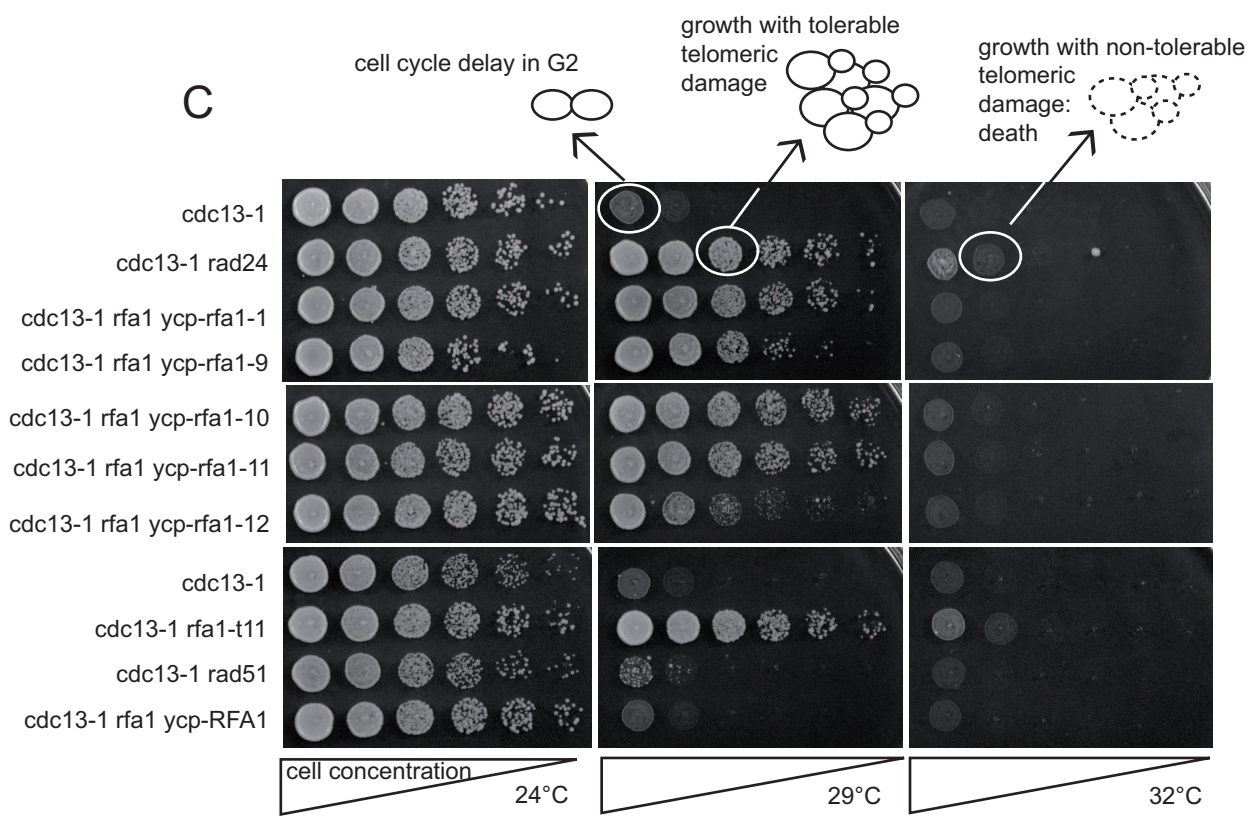 C
cell cycle delay in G2
growth with tolerable
telomeric
damage
growth with non-tolerable
telomeric
damage:
death
cdc13-1
cdc13-1 rad24
cdc13-1 rfa1 ycp-rfa1-1
cdc13-1 rfa1 ycp-rfa1-9
cdc13-1 rfa1 ycp-rfa1-10
cdc13-1 rfa1 ycp-rfa1-11
cdc13-1 rfa1 ycp-rfa1-12
cdc13-1
cdc13-1 rfa1-t11
cdc13-1 rad51
cdc13-1 rfa1 ycp-RFA1
cell concentration
24°C
29°C
32°C